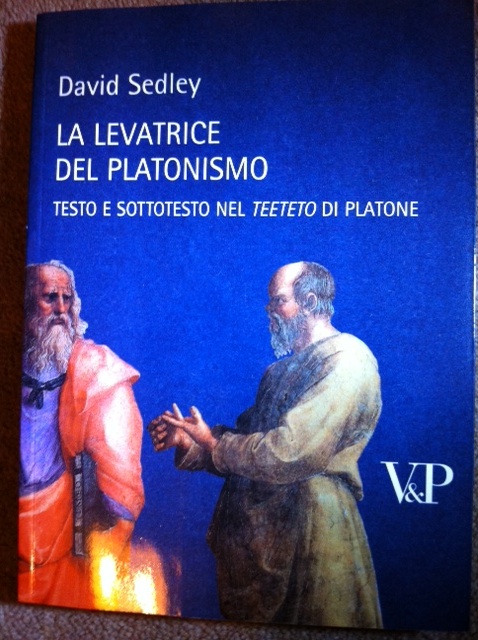 David Sedley
LA LEVATRICE
DEL PLATONISMO
TESTO E SOTTOTESTO NEL TEETETO DI PLATONE
V&P